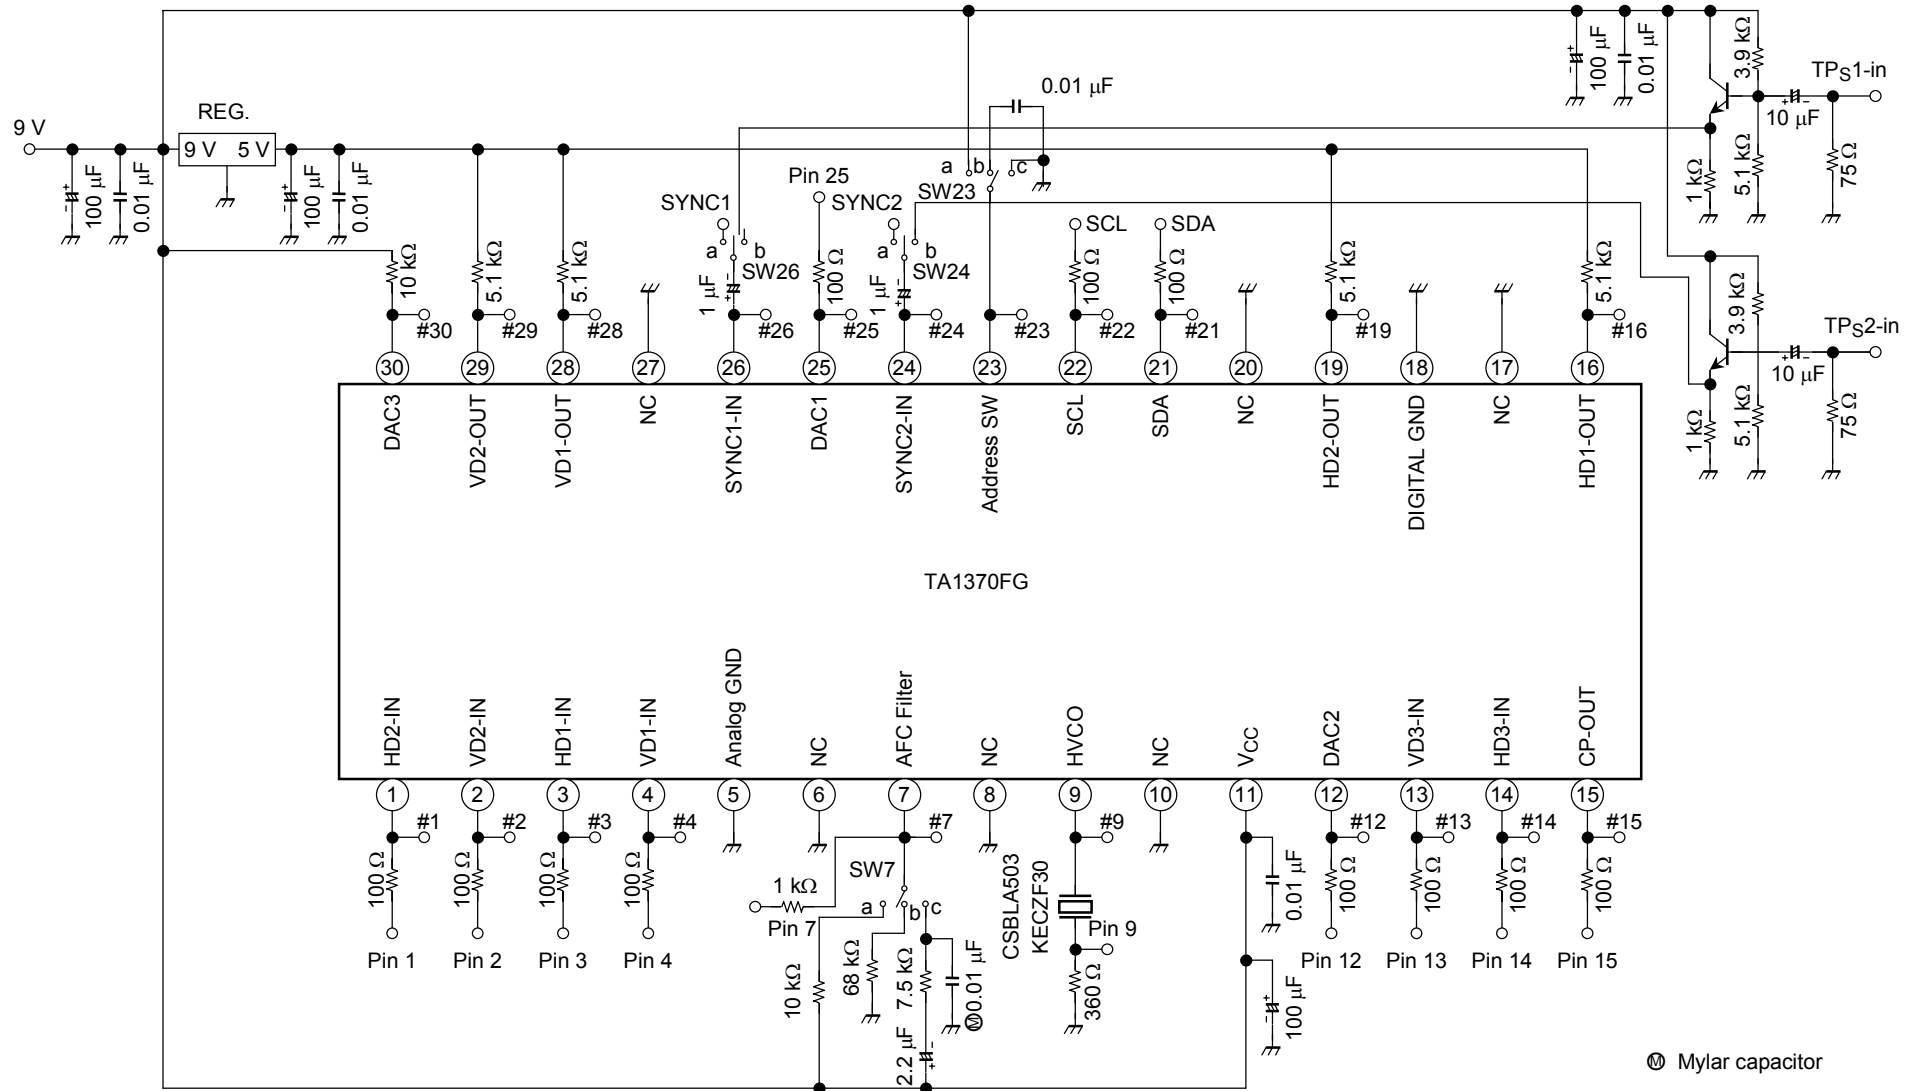 9 V
REG.
9 V 5 V
100 µF
0.01 µF
100 µF
0.01 µF
0.01 µF
a b c
SW23
100 µF
0.01 µF
3.9 kΩ
TPS1-in
10 µF
1 kΩ
5.1 kΩ
75 Ω
10 kΩ
5.1 kΩ
5.1 kΩ
SYNC1
a b
SW26
1 µF
Pin 25
100 Ω
SYNC2
a b
SW24
1 µF
SCL
100 Ω
SDA
100 Ω
5.1 kΩ
5.1 kΩ
3.9 kΩ
TPS2-in
10 µF
1 kΩ
5.1 kΩ
75 Ω
#30
#29
#28
#26
#25
#24
#23
#22
#21
#19
#16
30 29 28 27 26 25 24 23 22 21 20 19 18 17 16
DAC3
VD2-OUT
VD1-OUT
NC
SYNC1-IN
DAC1
SYNC2-IN
Address SW
SCL
SDA
NC
HD2-OUT
DIGITAL GND
NC
HD1-OUT
TA1370FG
HD2-IN
VD2-IN
HD1-IN
VD1-IN
Analog GND
NC
AFC Filter
NC
HVCO
NC
VCC
DAC2
VD3-IN
HD3-IN
CP-OUT
1 2 3 4 5 6 7 8 9 10 11 12 13 14 15
#1
#2
#3
#4
#7
#9
#12
#13
#14
#15
100 Ω
100 Ω
100 Ω
100 Ω
Pin 1
Pin 2
Pin 3
Pin 4
1 kΩ
Pin 7
SW7
a b c
10 kΩ
68 kΩ
7.5 kΩ
M 0.01 µF
2.2 µF
CSBLA503
KECZF30
Pin 9
360 Ω
0.01 µF
100 µF
100 Ω
100 Ω
100 Ω
100 Ω
Pin 12
Pin 13
Pin 14
Pin 15
M Mylar capacitor